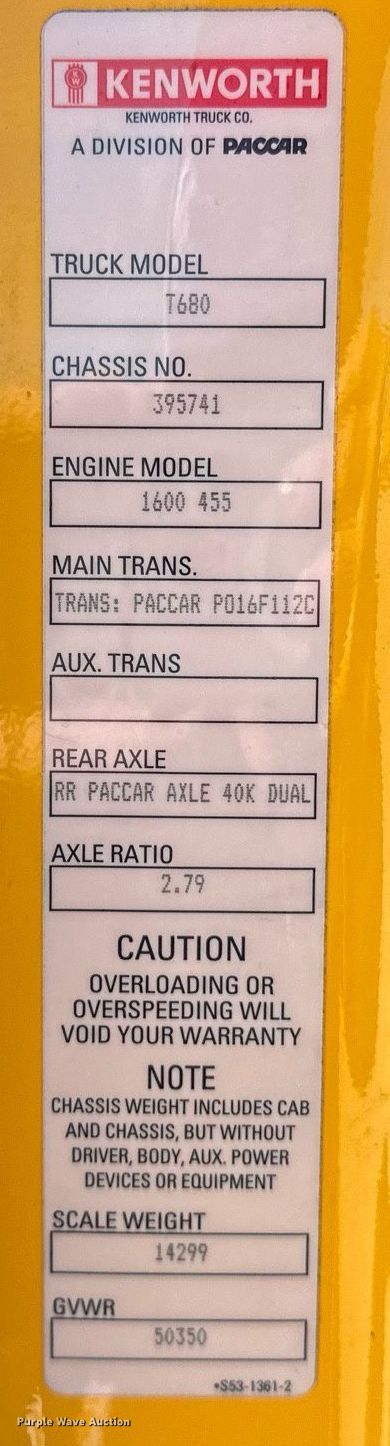 KW KENWORTH
KENWORTH TRUCK CO.
A DIVISION OF PACCAR
TRUCK MODEL
T680
CHASSIS NO.
395741
ENGINE MODEL
1600 455
MAIN TRANS.
TRANS: PACCAR PO16F112C
AUX. TRANS
REAR AXLE
RR PACCAR AXLE 40K DUAL
AXLE RATIO
2.79
CAUTION
OVERLOADING OR
OVERSPEEDING WILL
VOID YOUR WARRANTY
NOTE
CHASSIS WEIGHT INCLUDES CAB
AND CHASSIS, BUT WITHOUT
DRIVER, BODY, AUX. POWER
DEVICES OR EQUIPMENT
SCALE WEIGHT
14299
GVWR
50350
•S53-1361-2
Purple Wave Auction